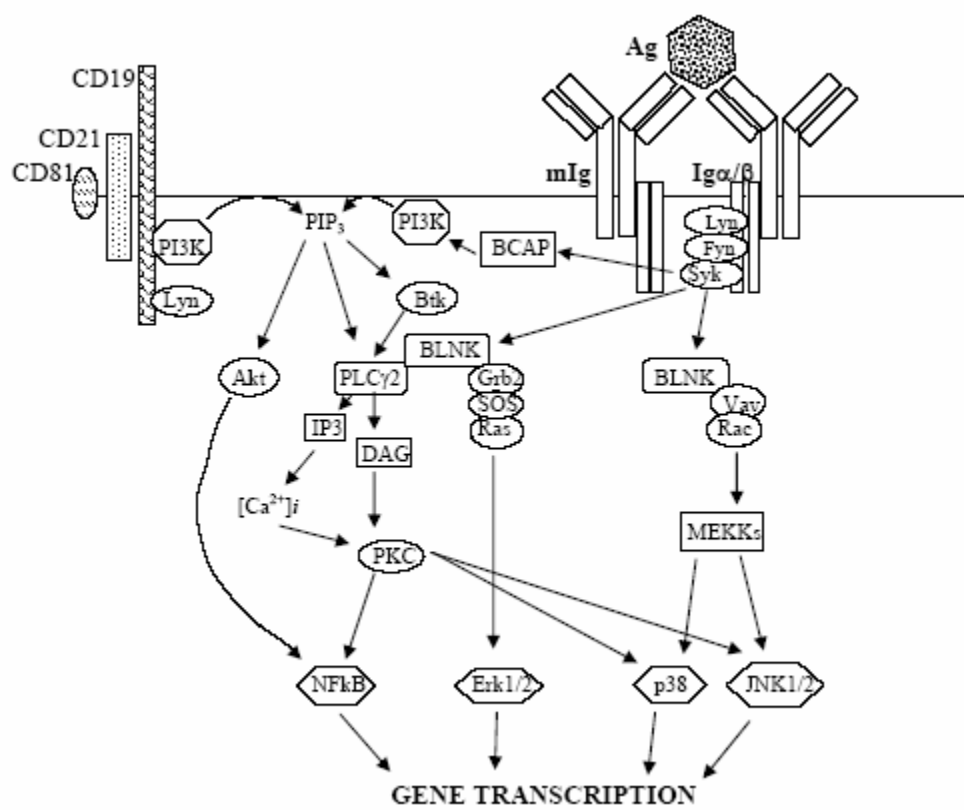 Ag
CD19
CD21
CD81
mIg
Igα/β
Lyn
Fyn
Syk
PI3K
PIP3
PI3K
BCAP
Lyn
Btk
BLNK
Akt
PLCγ2
Grb2
SOS
Ras
BLNK
Vav
Rac
IP3
DAG
[Ca2+]i
MEKKs
PKC
NFkB
Erk1/2
p38
JNK1/2
GENE TRANSCRIPTION